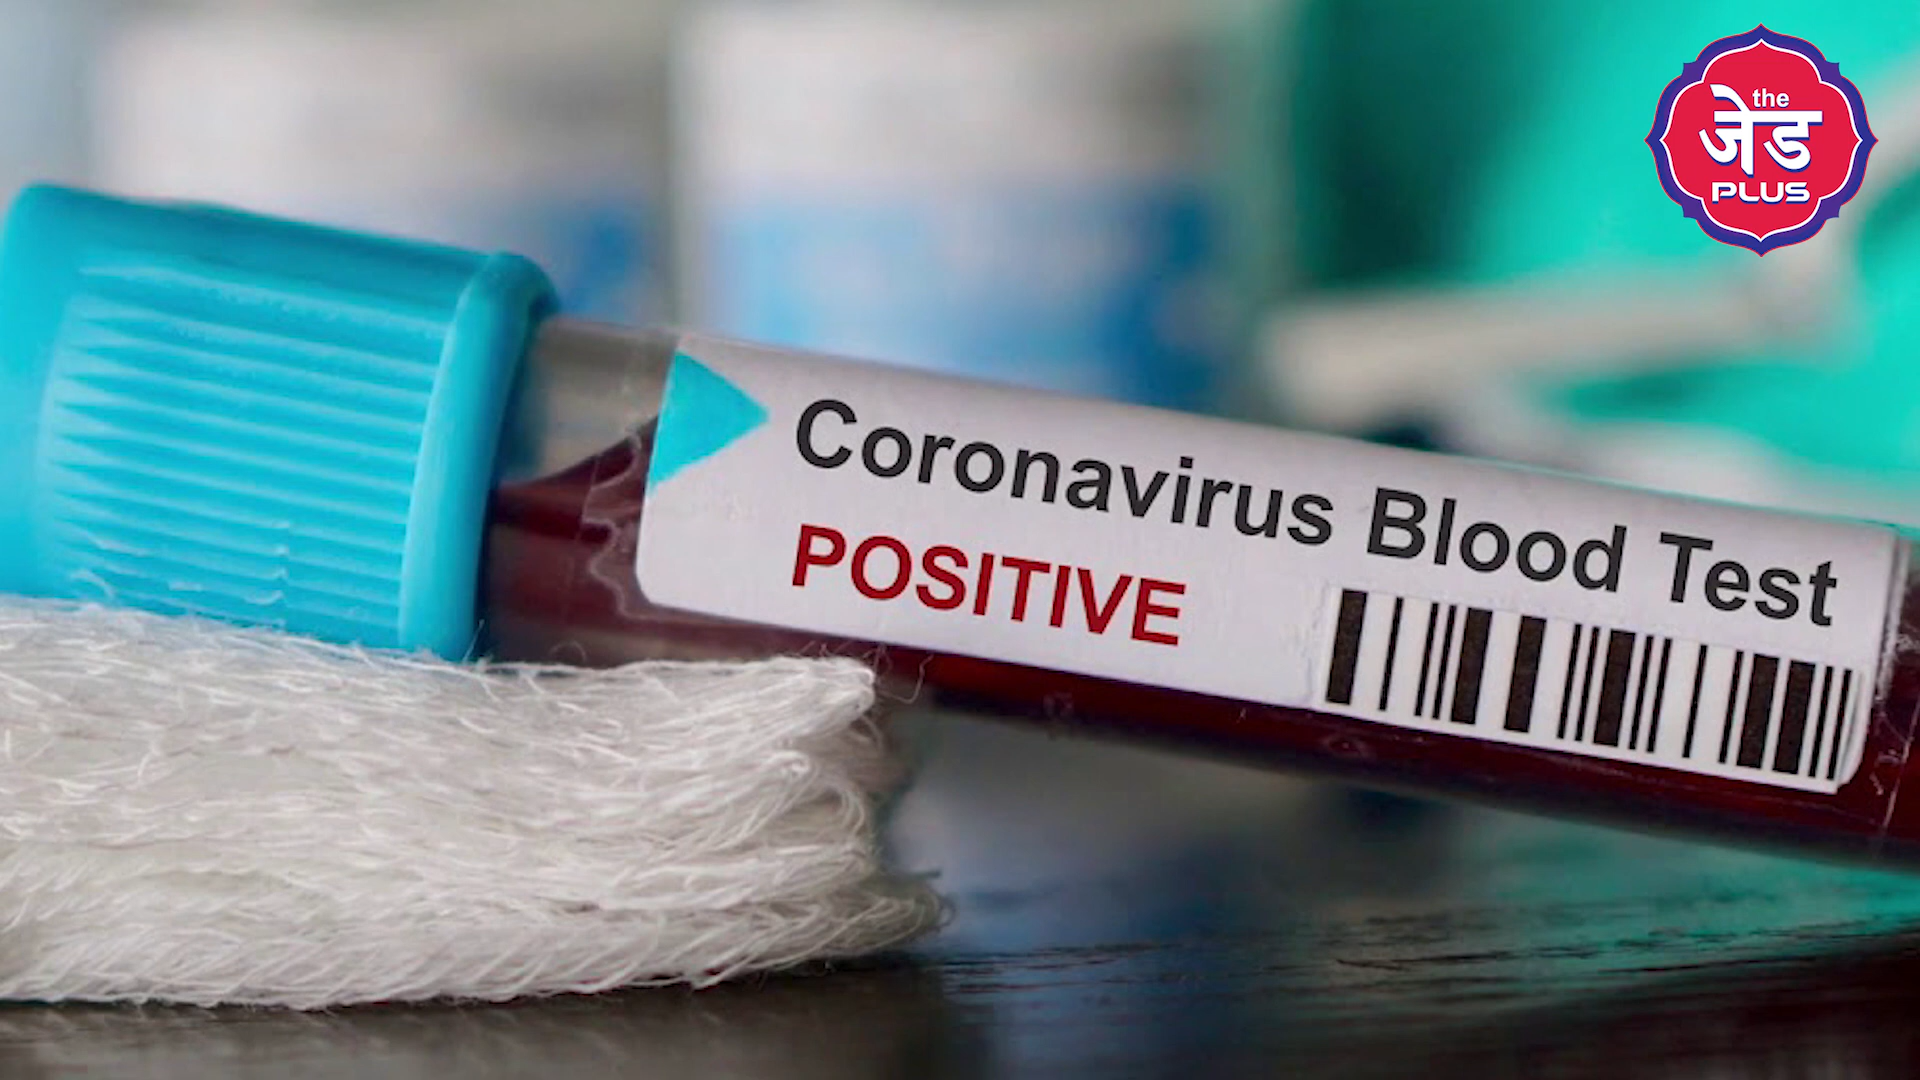 the
जेड
PLUS
Coronavirus Blood Test
POSITIVE